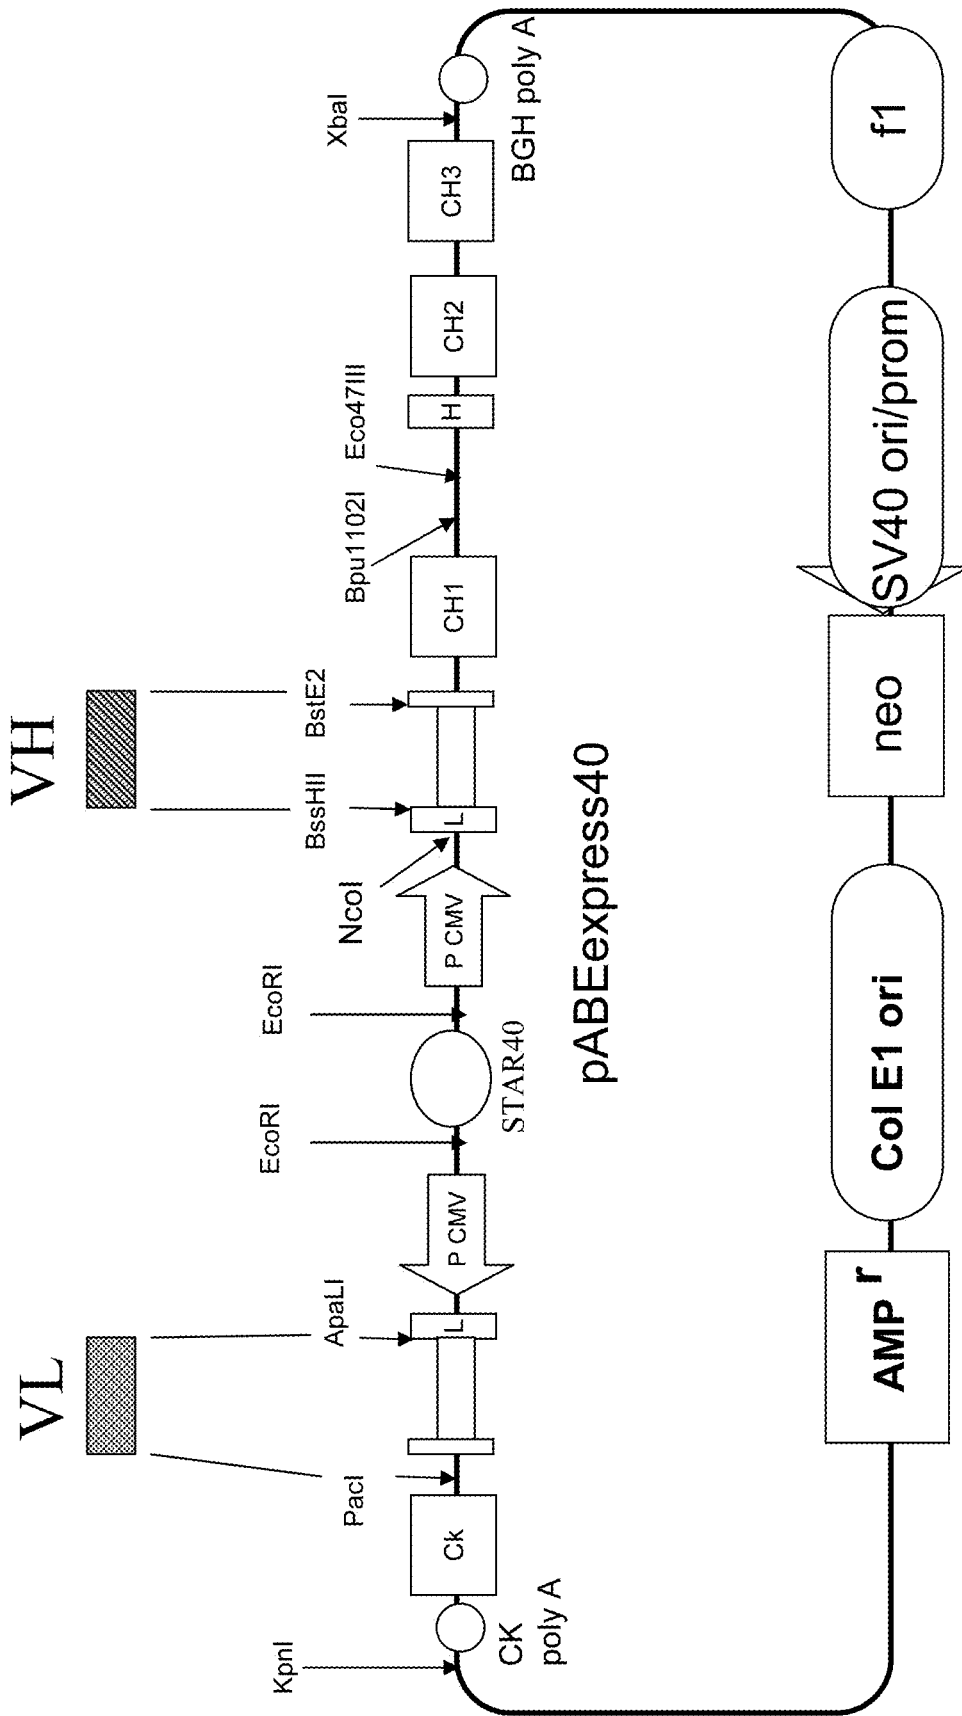 VL
VH
KpnI
PacI
ApaLI
EcoRI
EcoRI
NcoI
BssHII
BstE2
Bpu1102I
Eco47III
XbaI
Ck
L
P CMV
P CMV
L
CH1
H
CH2
CH3
CK
poly A
STAR40
BGH poly A
pABExpress40
AMP r
Col E1 ori
neo
SV40 ori/prom
f1